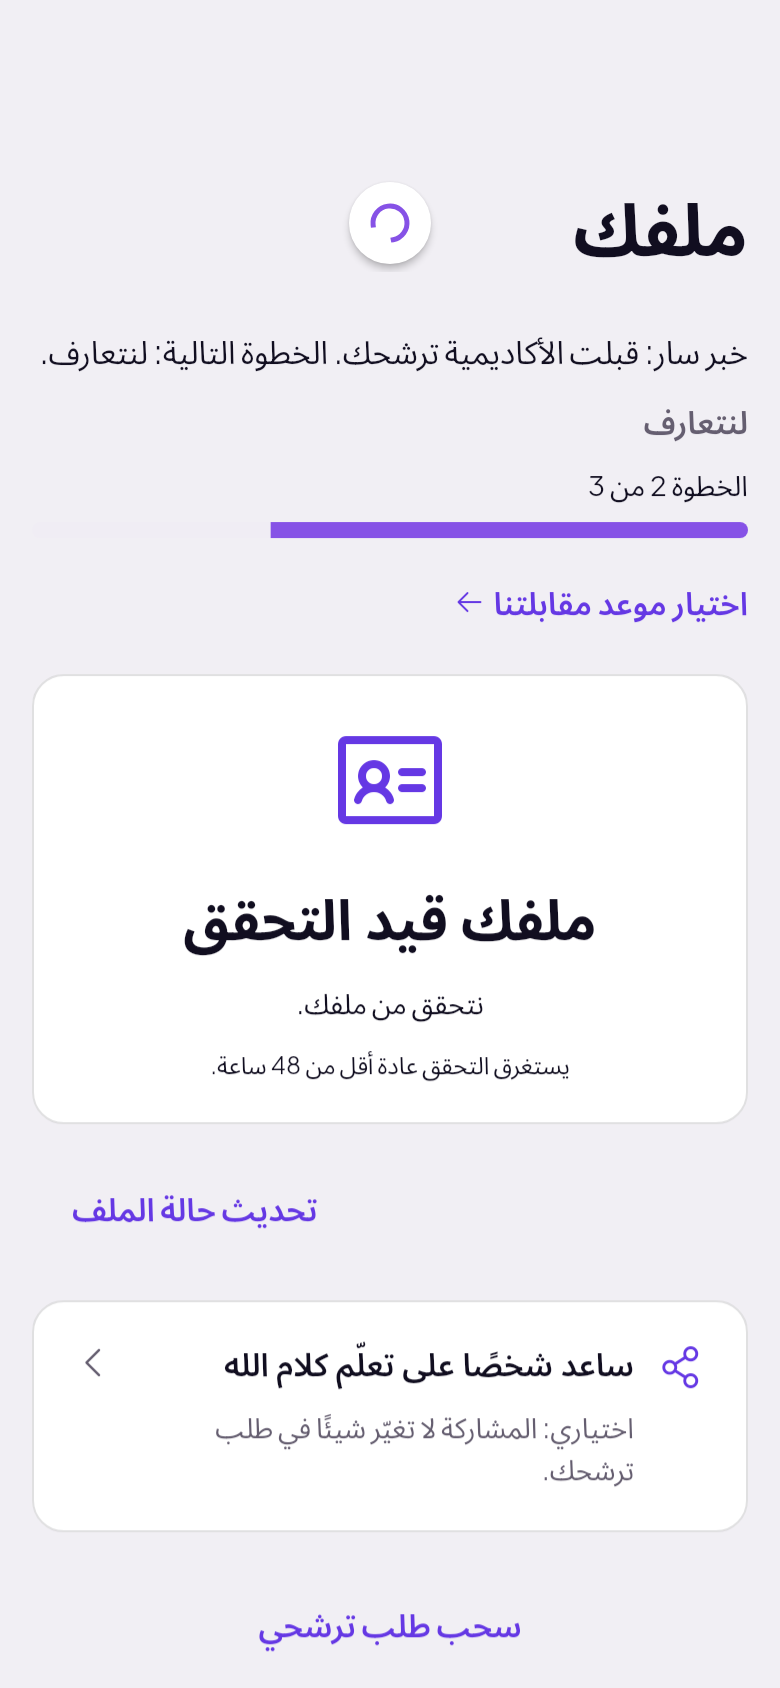 ملفك
خبر سار: قبلت الأكاديمية ترشحك. الخطوة التالية: لنتعارف.
لنتعارف
الخطوة 2 من 3
اختيار موعد مقابلتنا ←
ملفك قيد التحقق
نتحقق من ملفك.
يستغرق التحقق عادة أقل من 48 ساعة.
تحديث حالة الملف
ساعد شخصًا على تعلّم كلام الله
اختياري: المشاركة لا تغيّر شيئًا في طلب
ترشحك.
سحب طلب ترشحي